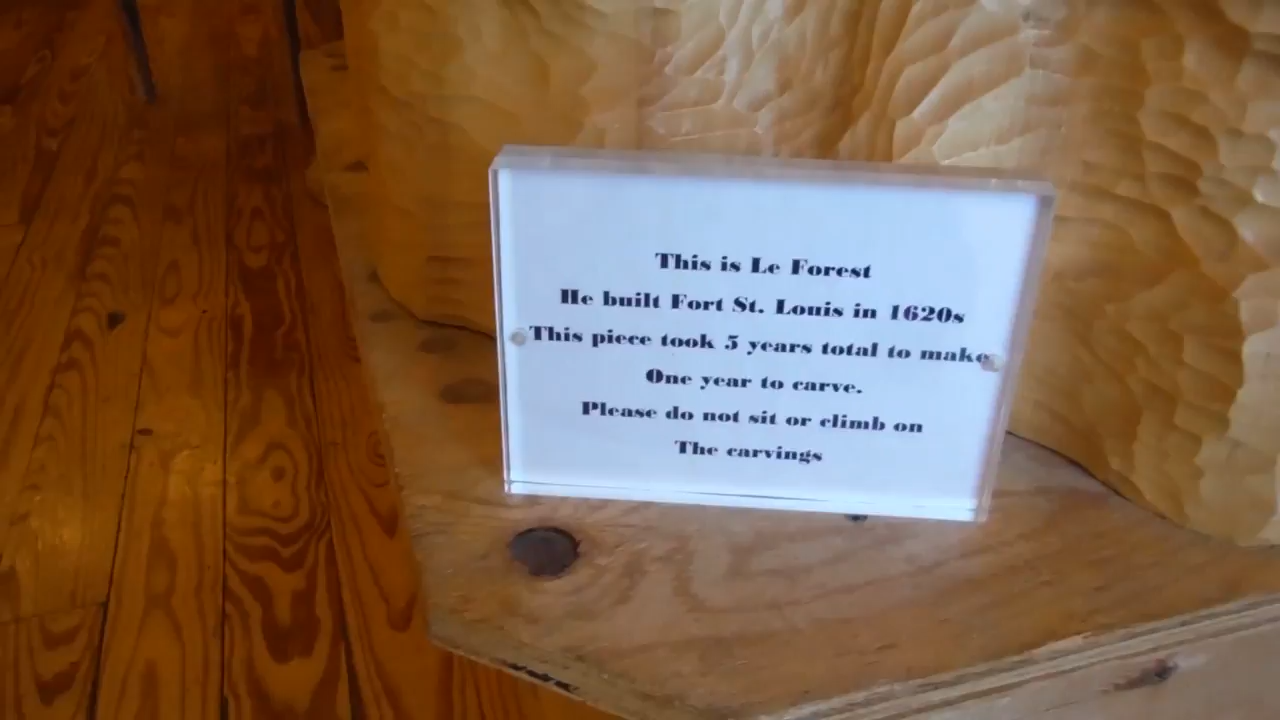 This is Le Forest
He built Fort St. Louis in 1620s
This piece took 5 years total to make
One year to carve.
Please do not sit or climb on
The carvings